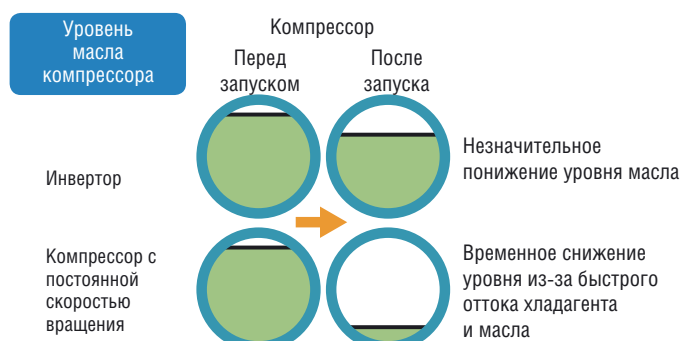 Уровень
масла
компрессора
Компрессор
Перед
запуском
После
запуска
Инвертор
Незначительное
понижение уровня масла
Компрессор с
постоянной
скоростью
вращения
Временное снижение
уровня из-за быстрого
оттока хладагента
и масла